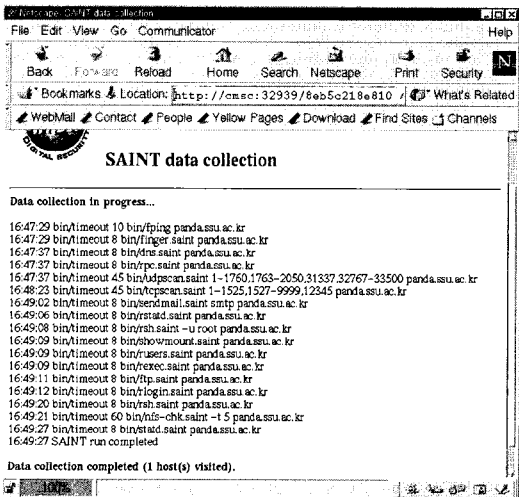 Netscape: SAINT data collection
File Edit View Go Communicator Help
Back Forward Reload Home Search Netscape Print Security N
Bookmarks Location: http://cmsc:32939/8eb5c218e810 What's Related
WebMail Contact People Yellow Pages Download Find Sites Channels
DIGITAL SECURITY
SAINT data collection
Data collection in progress...
16:47:29 bin/timeout 10 bin/fping panda.ssu.ac.kr
16:47:29 bin/timeout 8 bin/finger.saint panda.ssu.ac.kr
16:47:37 bin/timeout 8 bin/dns.saint panda.ssu.ac.kr
16:47:37 bin/timeout 8 bin/rpc.saint panda.ssu.ac.kr
16:47:37 bin/timeout 45 bin/udpscan.saint 1-1760,1763-2050,31337,32767-33500 panda.ssu.ac.kr
16:48:23 bin/timeout 45 bin/tcpscan.saint 1-1525,1527-9999,12345 panda.ssu.ac.kr
16:49:02 bin/sendmail.saint smtp panda.ssu.ac.kr
16:49:06 bin/timeout 8 bin/rstatd.saint panda.ssu.ac.kr
16:49:08 bin/timeout 8 bin/rsh.saint -u root panda.ssu.ac.kr
16:49:09 bin/timeout 8 bin/showmount.saint panda.ssu.ac.kr
16:49:09 bin/timeout 8 bin/rusers.saint panda.ssu.ac.kr
16:49:09 bin/timeout 8 bin/rexec.saint panda.ssu.ac.kr
16:49:11 bin/timeout 8 bin/ftp.saint panda.ssu.ac.kr
16:49:12 bin/timeout 8 bin/rlogin.saint panda.ssu.ac.kr
16:49:20 bin/timeout 8 bin/rsh.saint panda.ssu.ac.kr
16:49:21 bin/timeout 60 bin/nfs-chk.saint -t 5 panda.ssu.ac.kr
16:49:27 bin/timeout 8 bin/statd.saint panda.ssu.ac.kr
16:49:27 SAINT run completed
Data collection completed (1 host(s) visited).
100%